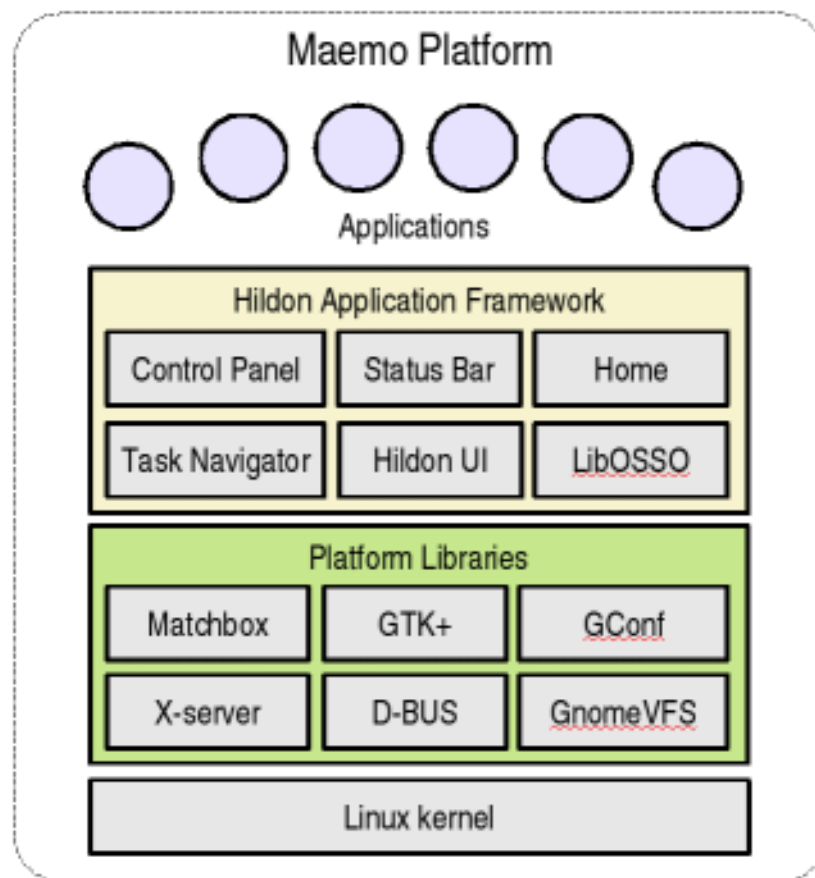 Maemo Platform
Applications
Hildon Application Framework
Control Panel
Status Bar
Home
Task Navigator
Hildon UI
LibOSSO
Platform Libraries
Matchbox
GTK+
GConf
X-server
D-BUS
GnomeVFS
Linux kernel